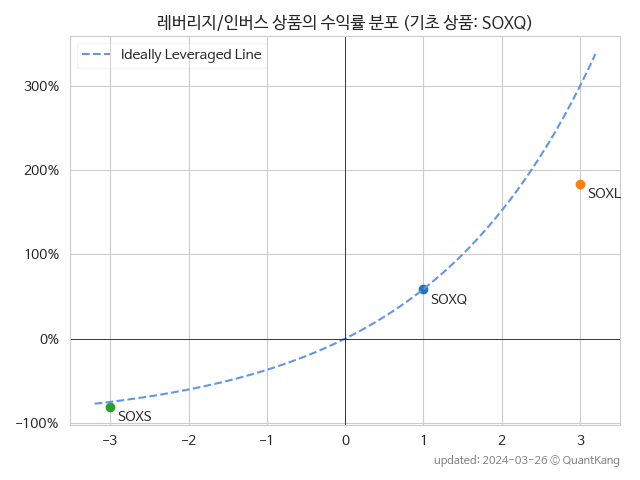 레버리지/인버스 상품의 수익률 분포 (기초 상품: SOXQ)
Ideally Leveraged Line
300%
200%
100%
0%
−100%
SOXL
SOXQ
SOXS
−3 −2 −1 0 1 2 3
updated: 2024-03-26 ⓒ QuantKang